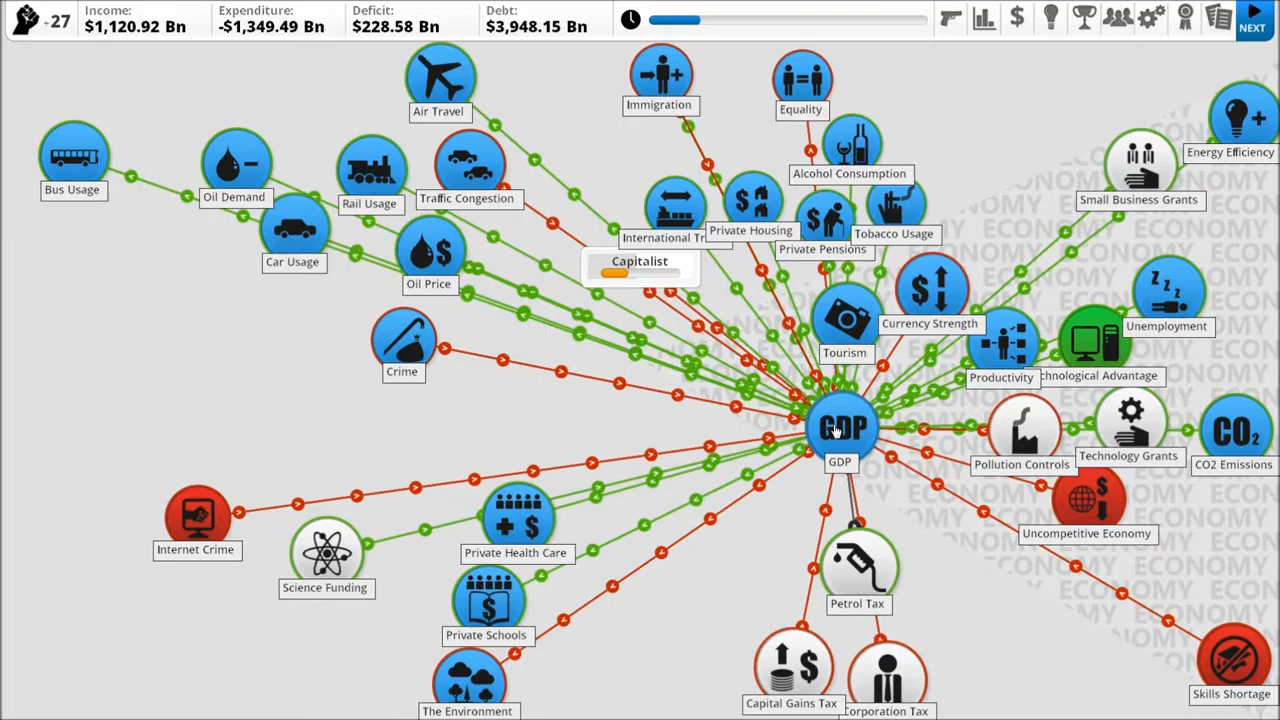 +27
Income:
$1,120.92 Bn
Expenditure:
-$1,349.49 Bn
Deficit:
$228.58 Bn
Debt:
$3,948.15 Bn
NEXT
Air Travel
Immigration
Equality
Energy Efficiency
Bus Usage
Oil Demand
Rail Usage
Traffic Congestion
Alcohol Consumption
Small Business Grants
Car Usage
Oil Price
International Tr
Private Housing
Private Pensions
Tobacco Usage
Capitalist
Currency Strength
Unemployment
Tourism
Productivity
chnological Advantage
Crime
GDP
GDP
Pollution Controls
Technology Grants
CO2
CO2 Emissions
Uncompetitive Economy
Internet Crime
Private Health Care
Science Funding
Petrol Tax
Private Schools
Skills Shortage
The Environment
Capital Gains Tax
Corporation Tax
ECONOMY